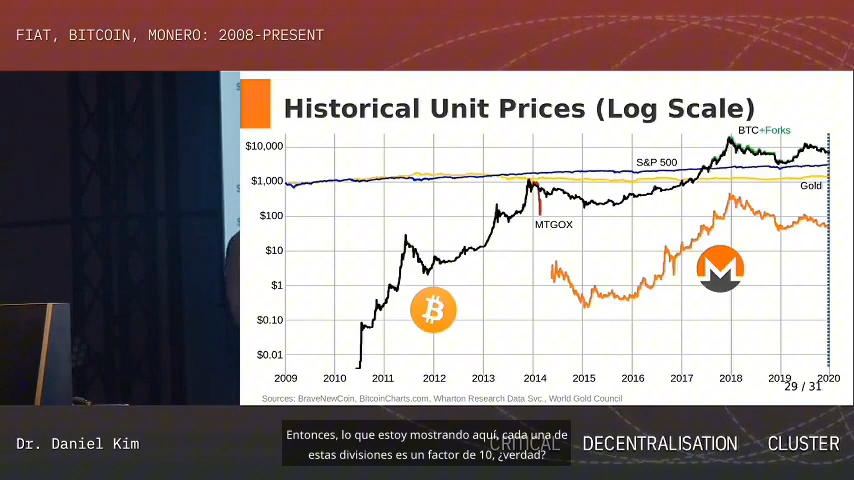 FIAT, BITCOIN, MONERO: 2008-PRESENT
Historical Unit Prices (Log Scale)
BTC+Forks
$10,000
S&P 500
$1,000
Gold
$100
MTGOX
$10
$1
$0.10
$0.01
2009 2010 2011 2012 2013 2014 2015 2016 2017 2018 2019 2020
29 / 31
Sources: BraveNewCoin, BitcoinCharts.com, Wharton Research Data Svc., World Gold Council
Dr. Daniel Kim
CRITICAL DECENTRALISATION CLUSTER
Entonces, lo que estoy mostrando aquí, cada una de
estas divisiones es un factor de 10, ¿verdad?